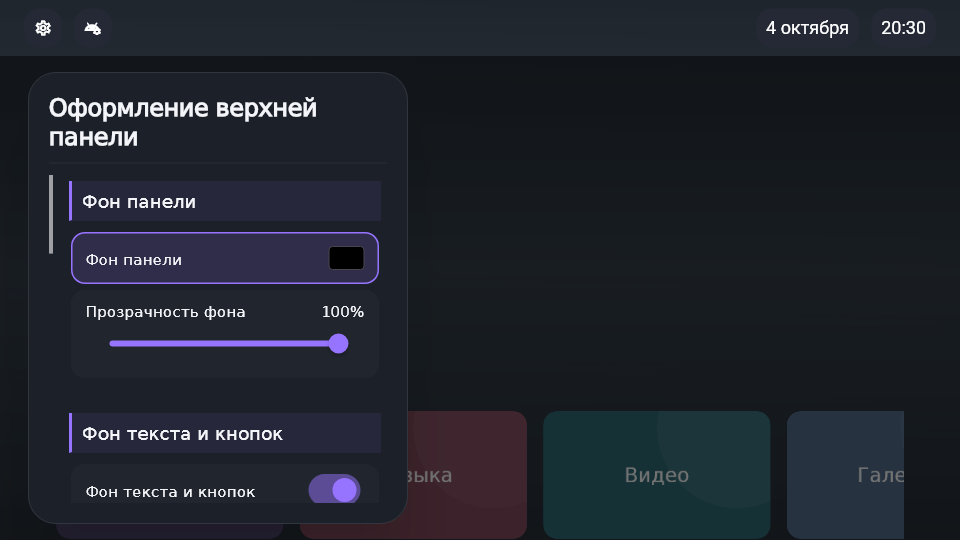 4 октября
20:30
Оформление верхней
панели
Фон панели
Фон панели
Прозрачность фона
100%
Фон текста и кнопок
Фон текста и кнопок
Видео